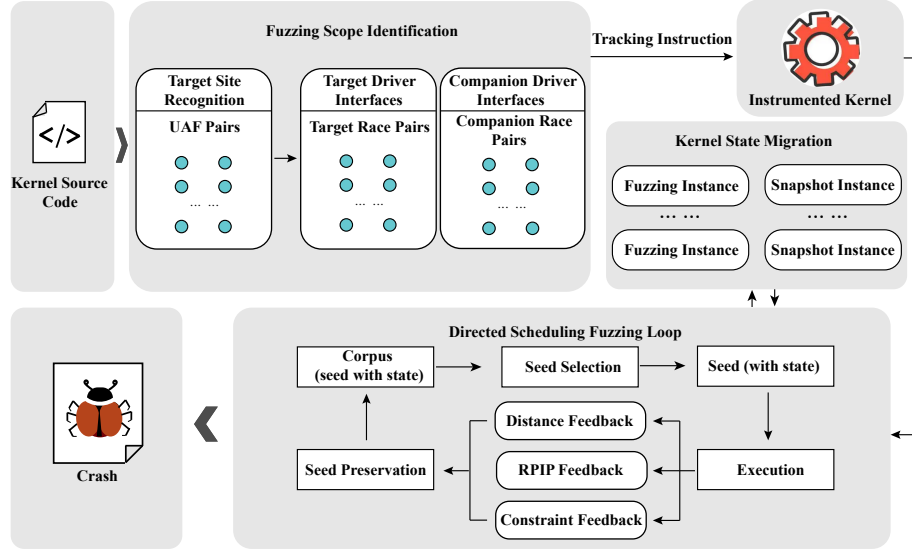 Fuzzing Scope Identification
Target Site
Recognition
UAF Pairs
... ...
Target Driver
Interfaces
Target Race Pairs
... ...
Companion Driver
Interfaces
Companion Race
Pairs
... ...
</>
Kernel Source
Code
Tracking Instruction
Instrumented Kernel
Kernel State Migration
Fuzzing Instance
Snapshot Instance
... ...
... ...
Fuzzing Instance
Snapshot Instance
Directed Scheduling Fuzzing Loop
Corpus
(seed with state)
Seed Selection
Seed (with state)
Distance Feedback
Seed Preservation
RPIP Feedback
Execution
Constraint Feedback
Crash